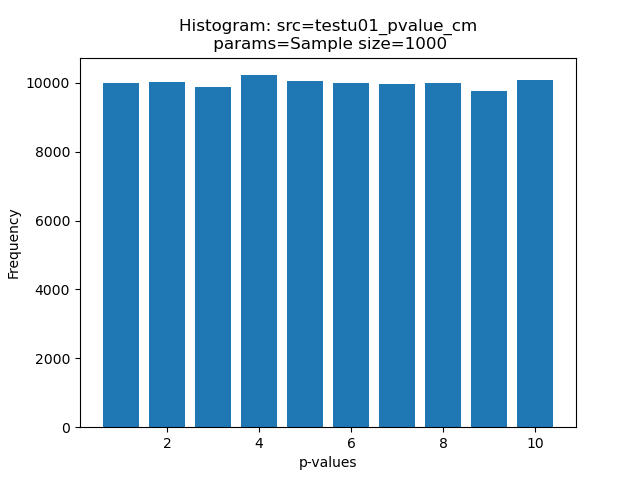 Histogram: src=testu01_pvalue_cm
params=Sample size=1000
10000
8000
6000
4000
2000
0
Frequency
2 4 6 8 10
p-values